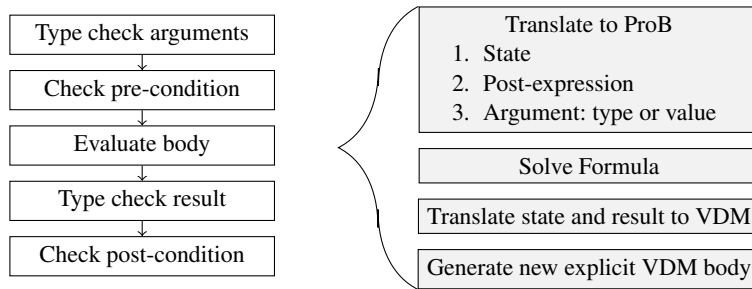 Type check arguments
Check pre-condition
Evaluate body
Type check result
Check post-condition
Translate to ProB
1. State
2. Post-expression
3. Argument: type or value
Solve Formula
Translate state and result to VDM
Generate new explicit VDM body